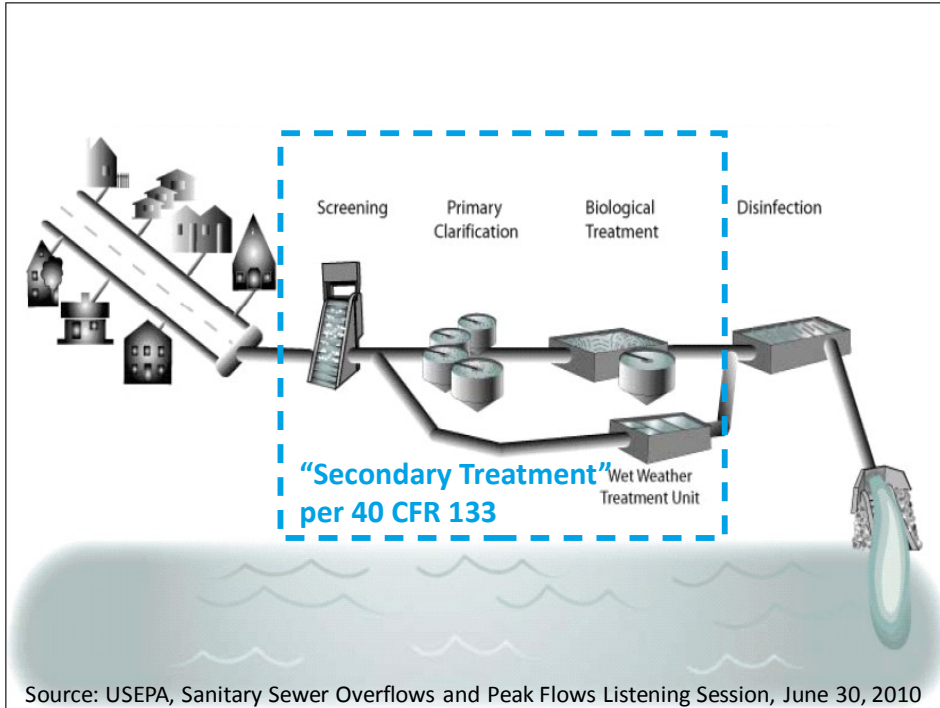 Screening
Primary
Clarification
Biological
Treatment
Disinfection
“Secondary Treatment”
per 40 CFR 133
Wet Weather
Treatment Unit
Source: USEPA, Sanitary Sewer Overflows and Peak Flows Listening Session, June 30, 2010